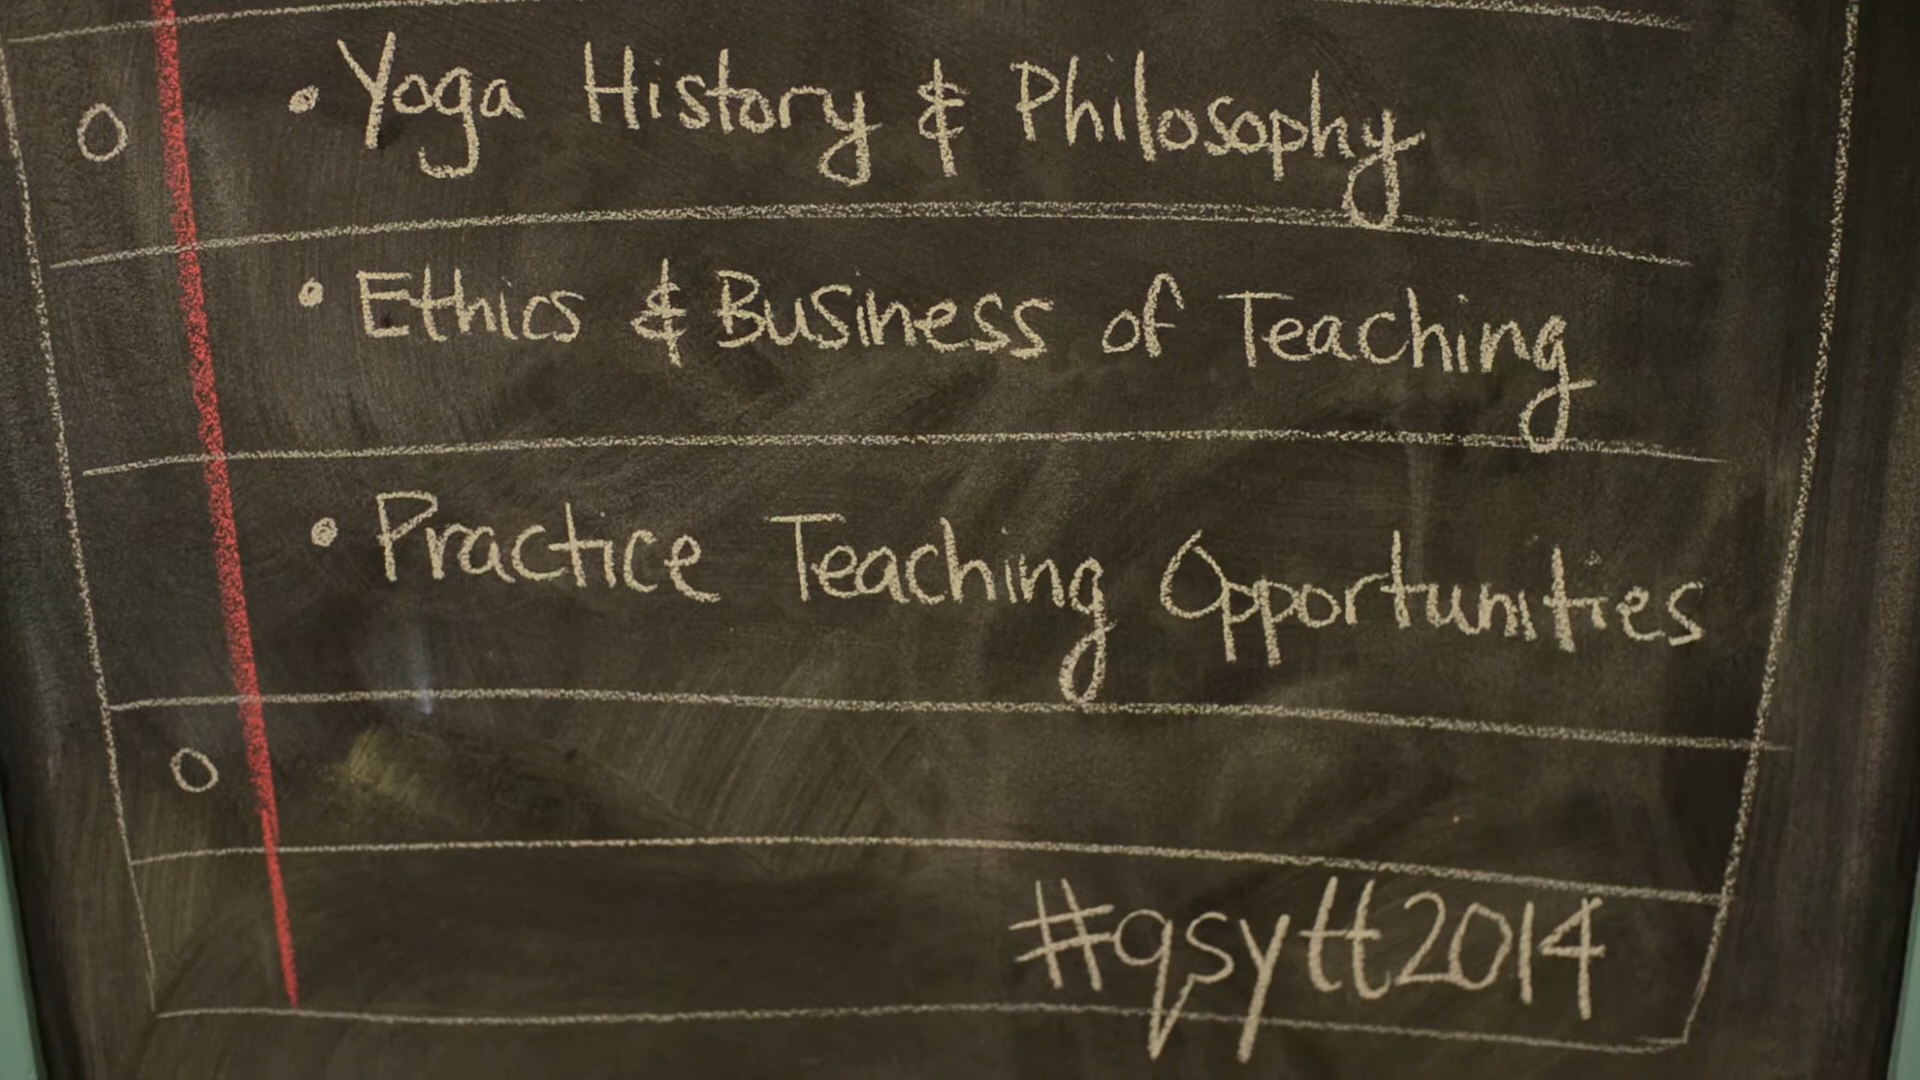 • Yoga History & Philosophy
• Ethics & Business of Teaching
• Practice Teaching Opportunities
#qsytt2014